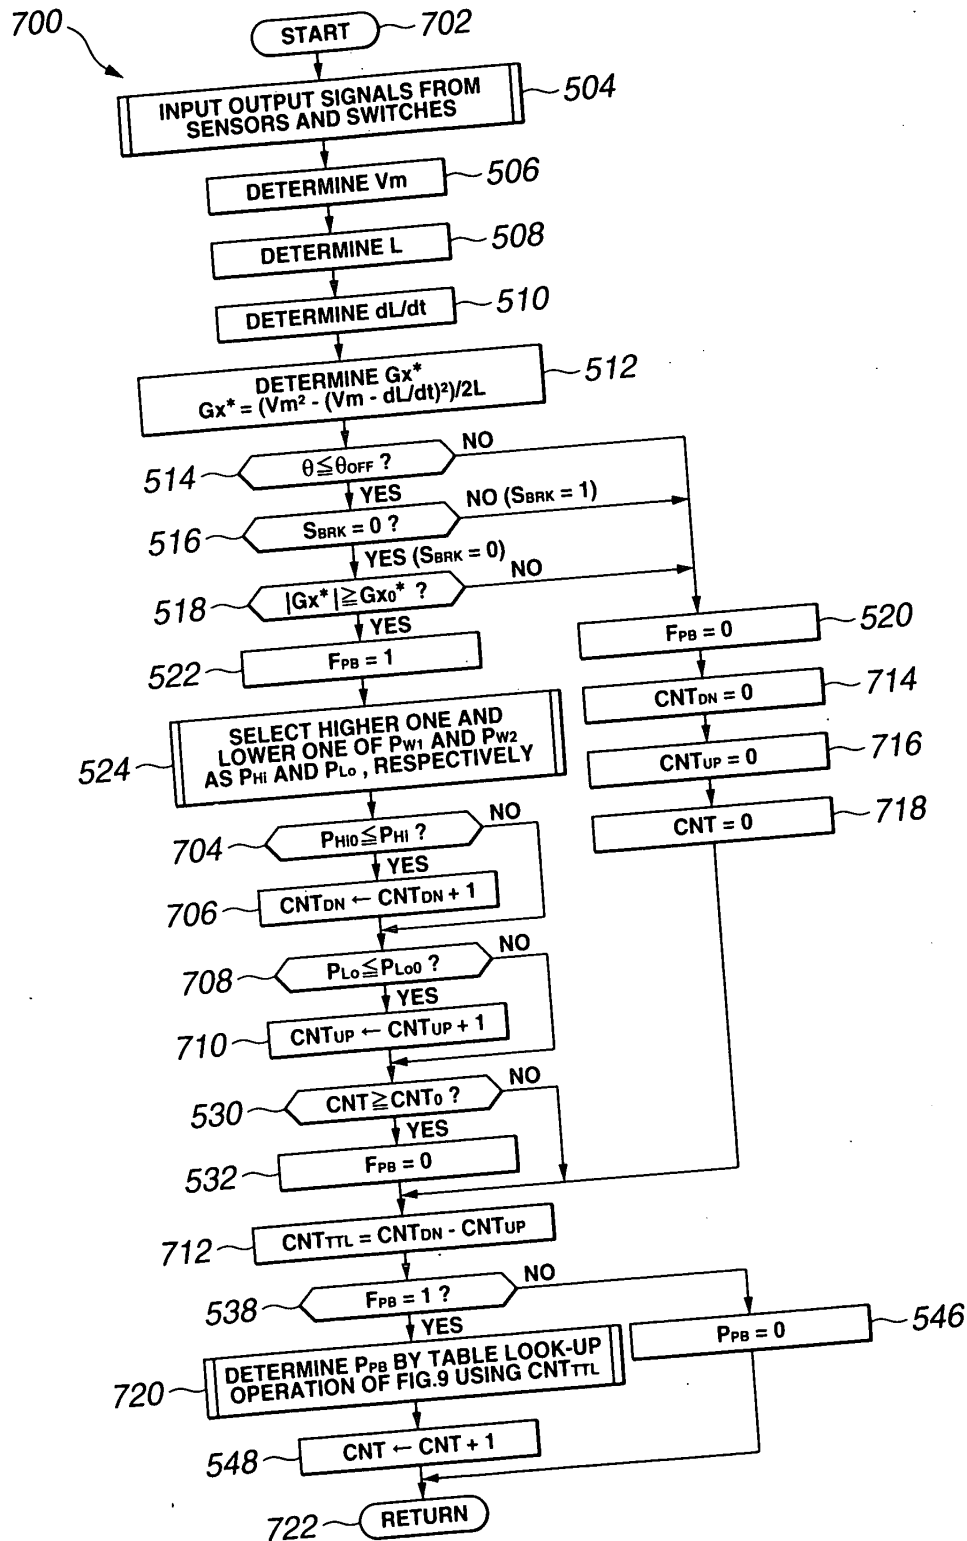 700
START
702
INPUT OUTPUT SIGNALS FROM
SENSORS AND SWITCHES
504
DETERMINE Vm
506
DETERMINE L
508
DETERMINE dL/dt
510
DETERMINE Gx*
Gx* = (Vm² - (Vm - dL/dt)²)/2L
512
θ≦θOFF ?
514
NO
YES
SBRK = 0 ?
516
NO (SBRK = 1)
YES (SBRK = 0)
|Gx*|≧Gx0* ?
518
NO
YES
FPB = 1
522
FPB = 0
520
CNTDN = 0
714
CNTUP = 0
716
CNT = 0
718
SELECT HIGHER ONE AND
LOWER ONE OF PW1 AND PW2
AS PHi AND PLo, RESPECTIVELY
524
PHi0≦PHi ?
704
NO
YES
CNTDN ← CNTDN + 1
706
PLo≦PLo0 ?
708
NO
YES
CNTUP ← CNTUP + 1
710
CNT≧CNT0 ?
530
NO
YES
FPB = 0
532
CNTTTL = CNTDN - CNTUP
712
FPB = 1 ?
538
NO
YES
PPB = 0
546
DETERMINE PPB BY TABLE LOOK-UP
OPERATION OF FIG.9 USING CNTTTL
720
CNT ← CNT + 1
548
RETURN
722